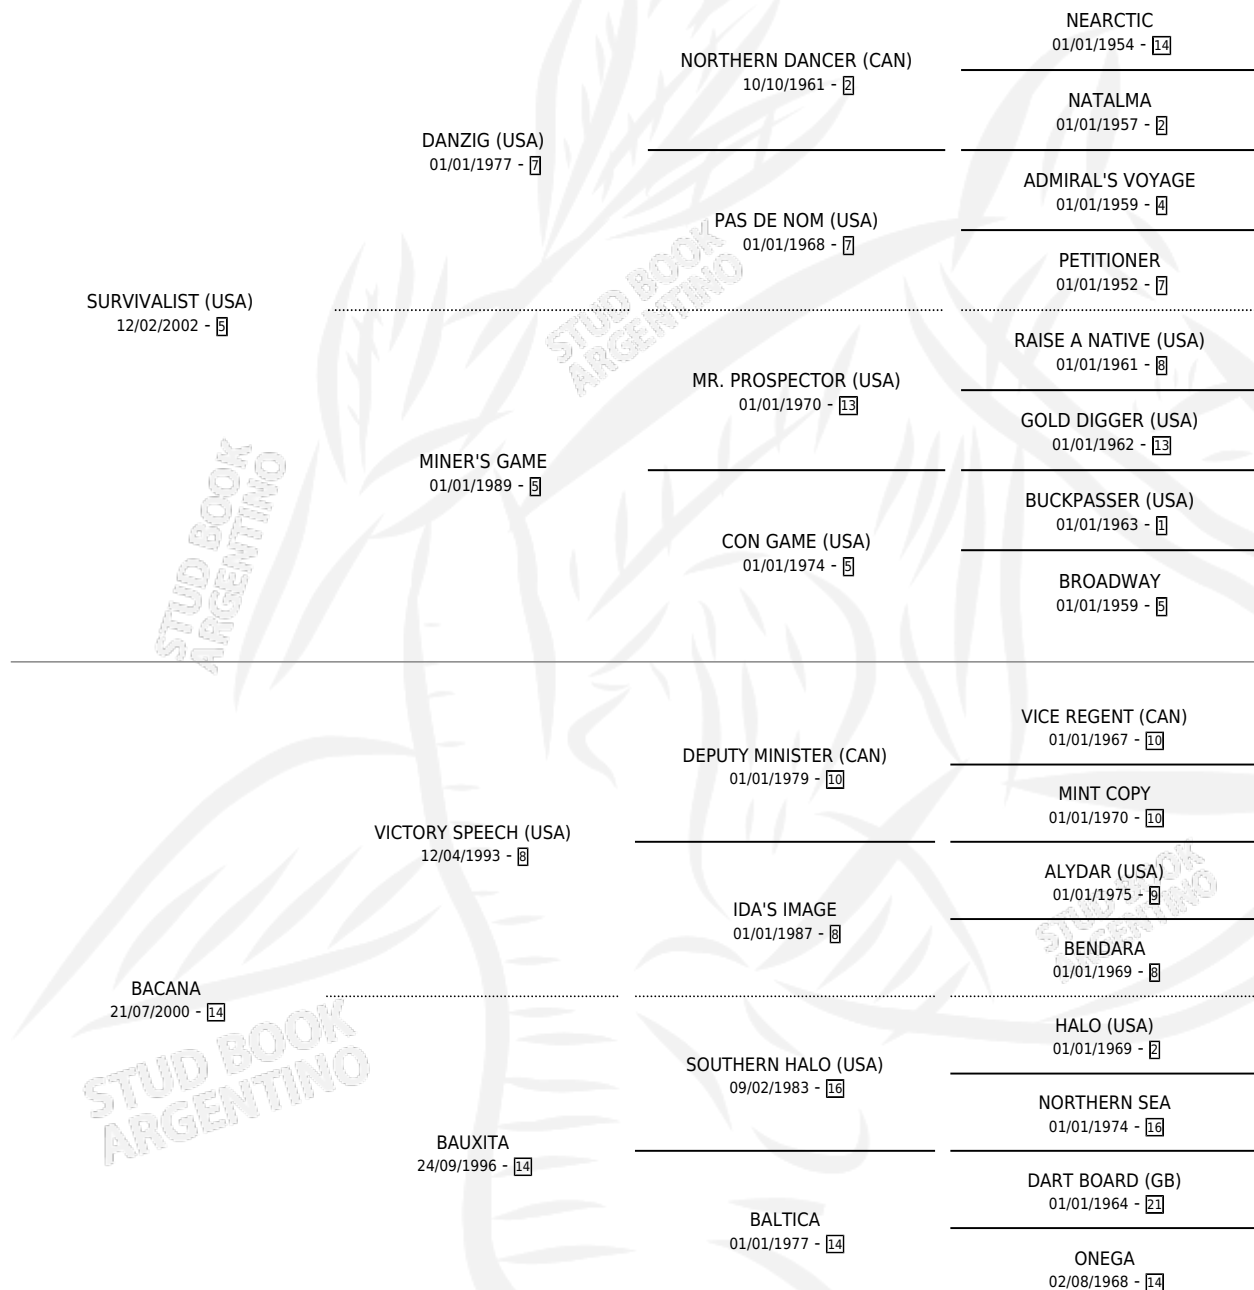 NEARCTIC
01/01/1954 - 14
NORTHERN DANCER (CAN)
10/10/1961 - 2
NATALMA
01/01/1957 - 2
DANZIG (USA)
01/01/1977 - 7
ADMIRAL'S VOYAGE
01/01/1959 - 4
PAS DE NOM (USA)
01/01/1968 - 7
PETITIONER
01/01/1952 - 7
SURVIVALIST (USA)
12/02/2002 - 5
STUD BOOK
ARGENTINO
RAISE A NATIVE (USA)
01/01/1961 - 8
MR. PROSPECTOR (USA)
01/01/1970 - 13
GOLD DIGGER (USA)
01/01/1962 - 13
MINER'S GAME
01/01/1989 - 5
BUCKPASSER (USA)
01/01/1963 - 1
CON GAME (USA)
01/01/1974 - 5
BROADWAY
01/01/1959 - 5
STUD BOOK
ARGENTINO
VICE REGENT (CAN)
01/01/1967 - 10
DEPUTY MINISTER (CAN)
01/01/1979 - 10
MINT COPY
01/01/1970 - 10
VICTORY SPEECH (USA)
12/04/1993 - 8
ALYDAR (USA)
01/01/1975 - 9
IDA'S IMAGE
01/01/1987 - 8
BENDARA
01/01/1969 - 8
STUD BOOK
ARGENTINO
BACANA
21/07/2000 - 14
HALO (USA)
01/01/1969 - 2
SOUTHERN HALO (USA)
09/02/1983 - 16
NORTHERN SEA
01/01/1974 - 16
STUD BOOK
ARGENTINO
BAUXITA
24/09/1996 - 14
DART BOARD (GB)
01/01/1964 - 21
BALTICA
01/01/1977 - 14
ONEGA
02/08/1968 - 14